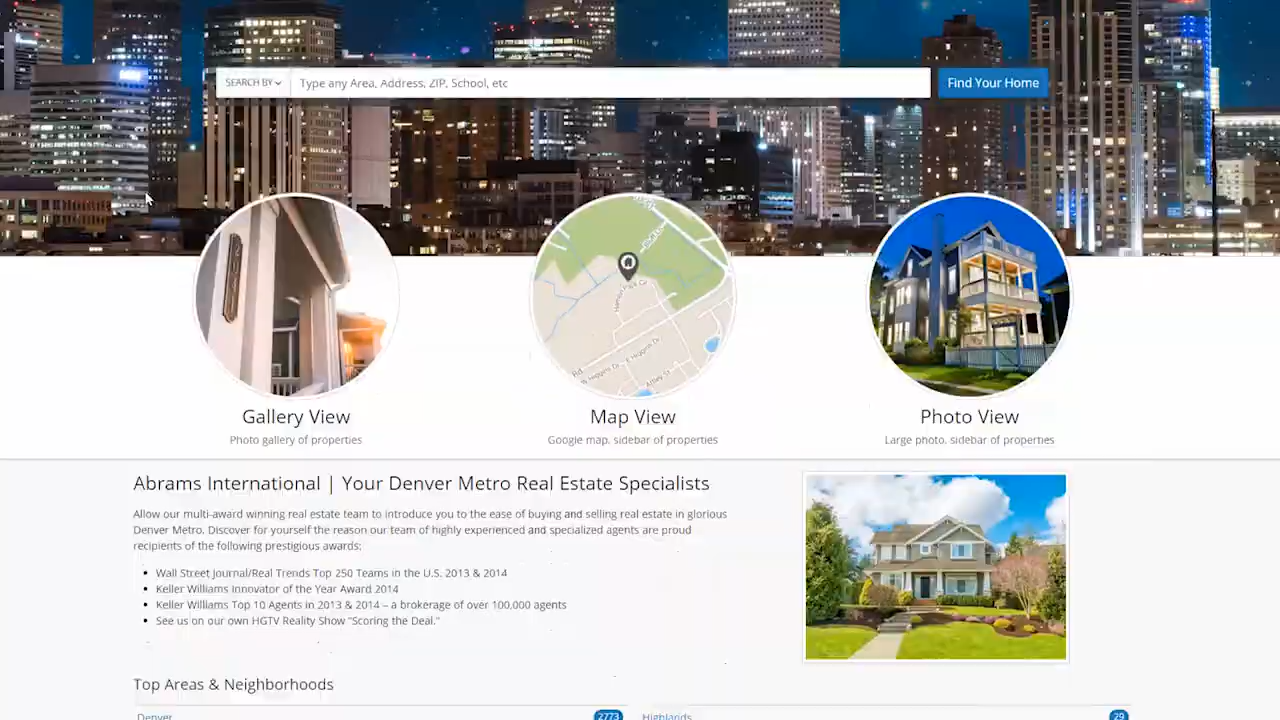 SEARCH BY Type any Area, Address, ZIP, School, etc Find Your Home
Gallery View
Photo gallery of properties
Map View
Google map, sidebar of properties
Photo View
Large photo, sidebar of properties
Abrams International | Your Denver Metro Real Estate Specialists
Allow our multi-award winning real estate team to introduce you to the ease of buying and selling real estate in glorious
Denver Metro. Discover for yourself the reason our team of highly experienced and specialized agents are proud
recipients of the following prestigious awards:
Wall Street Journal/Real Trends Top 250 Teams in the U.S. 2013 & 2014
Keller Williams Innovator of the Year Award 2014
Keller Williams Top 10 Agents in 2013 & 2014 – a brokerage of over 100,000 agents
See us on our own HGTV Reality Show "Scoring the Deal."
Top Areas & Neighborhoods
Denver 2773
Highlands 29